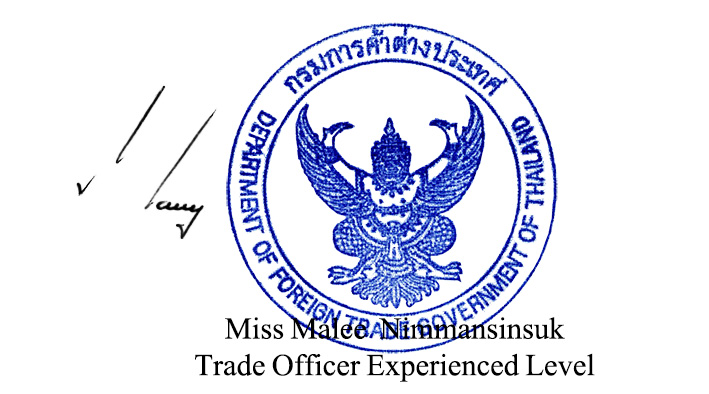 กรมการค้าต่างประเทศ
DEPARTMENT OF FOREIGN TRADE GOVERNMENT OF THAILAND
Miss Malee Nimmansinsuk
Trade Officer Experienced Level